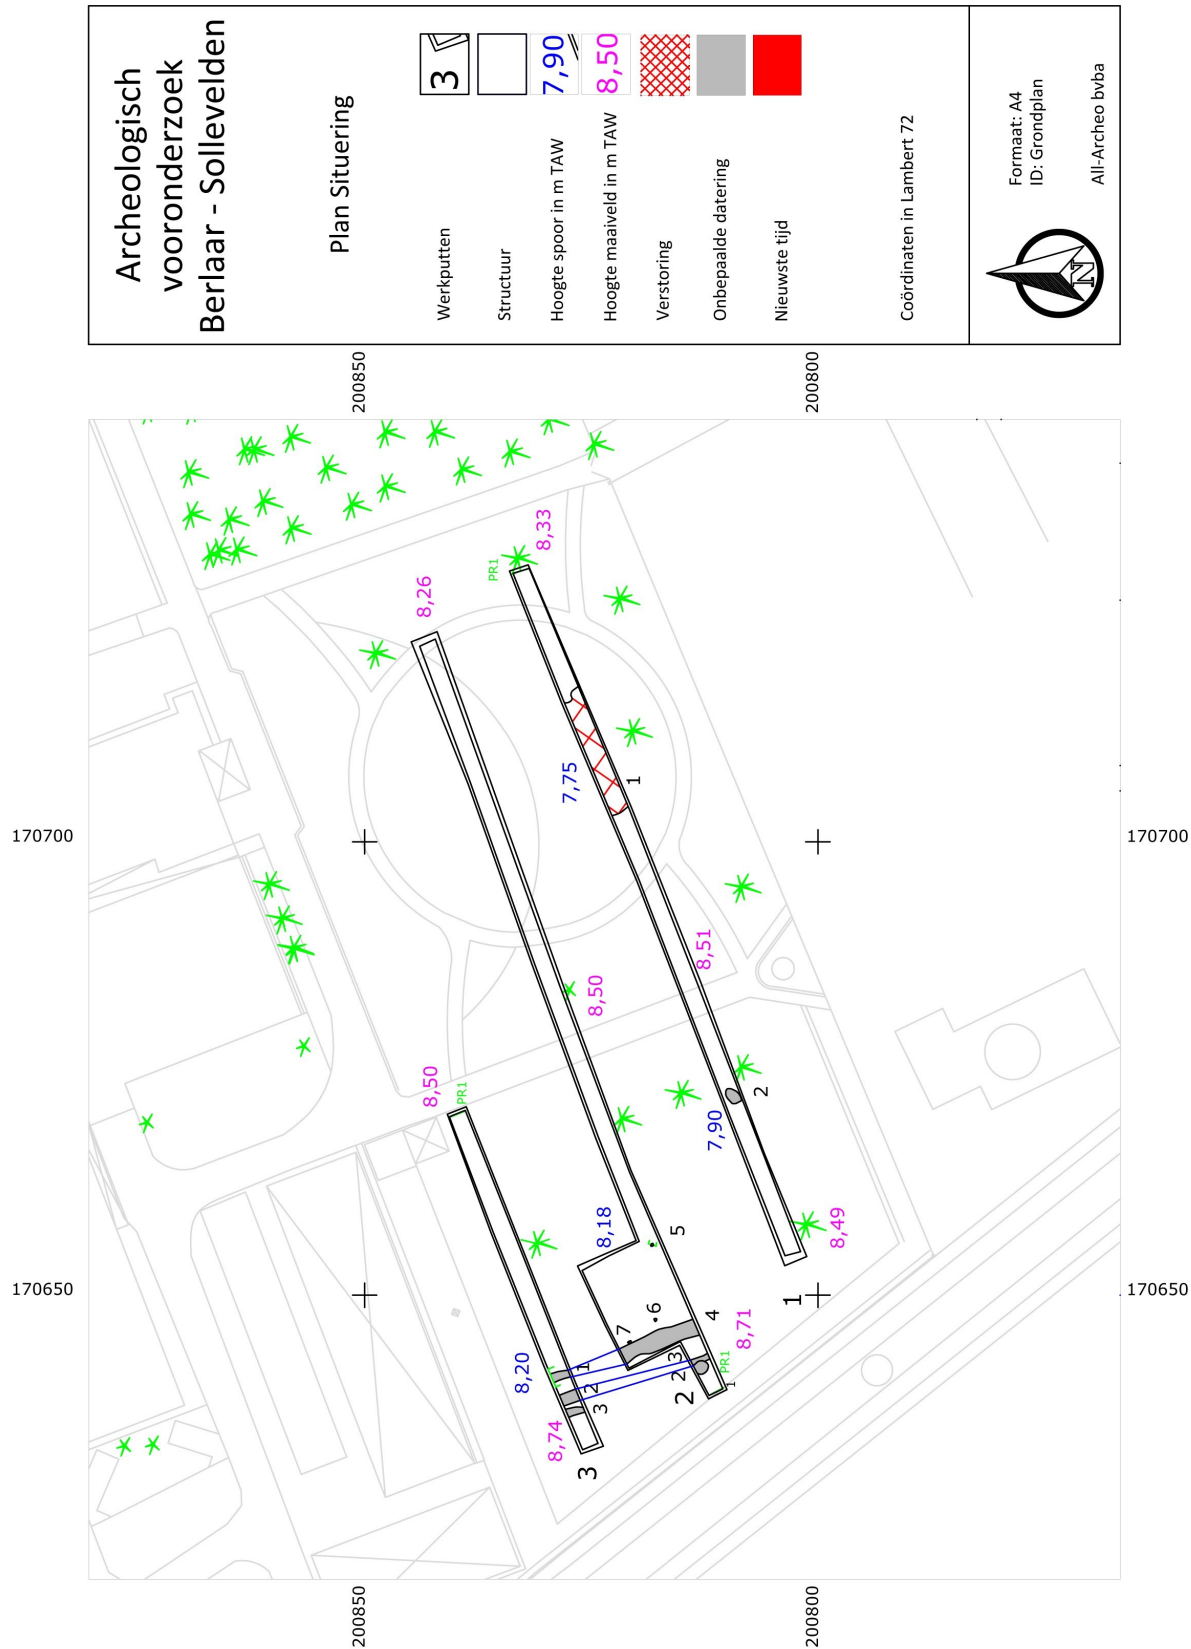 Archeologisch
vooronderzoek
Berlaar - Sollevelden
Plan Situering
Werkputten
3
Structuur
Hoogte spoor in m TAW
7,90
Hoogte maaiveld in m TAW
8,50
Verstoring
Onbepaalde datering
Nieuwste tijd
Coördinaten in Lambert 72
N
Formaat: A4
ID: Grondplan
All-Archeo bvba
200850
200800
170700
170700
170650
170650
200850
200800
8,33
PR1
8,26
7,75
1
8,51
8,50
8,50
PR1
2
7,90
8,18
5
8,49
1
6
7
4
8,71
3
2
PR1
2
1
8,20
1
2
3
8,74
3